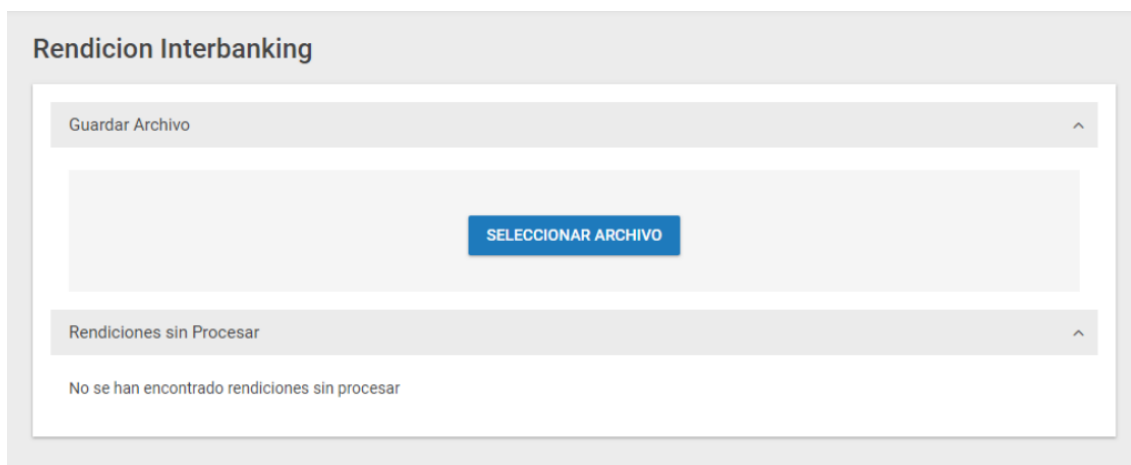 Rendicion Interbanking
Guardar Archivo
SELECCIONAR ARCHIVO
Rendiciones sin Procesar
No se han encontrado rendiciones sin procesar